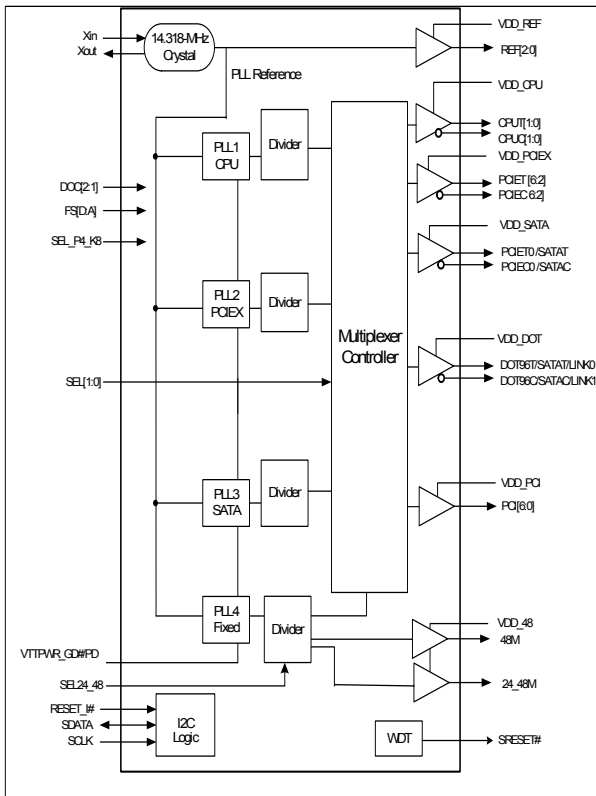 Xin
Xout
14.318-MHz
Crystal
PLL Reference
VDD_REF
REF[2:0]
VDD_CPU
CPUT[1:0]
CPUC[1:0]
PLL1
CPU
Divider
VDD_PCIEX
PCIET [6:2]
PCIEC 6:2]
DOC[2:1]
FS[D:A]
SEL_P4_K8
VDD_SATA
PCIET0 /SATAT
PCIEC0 /SATAC
PLL2
PCIEX
Divider
Multiplexer
Controller
VDD_DOT
DOT96T/SATAT/LINK0
DOT96C/SATAC/LINK1
SEL[1:0]
PLL3
SATA
Divider
VDD_PCI
PCI[6:0]
PLL4
Fixed
Divider
VDD_48
48M
VTTPWR_GD#/PD
SEL24_48
24_48M
RESET_I#
SDATA
SCLK
I2C
Logic
WDT
SRESET#